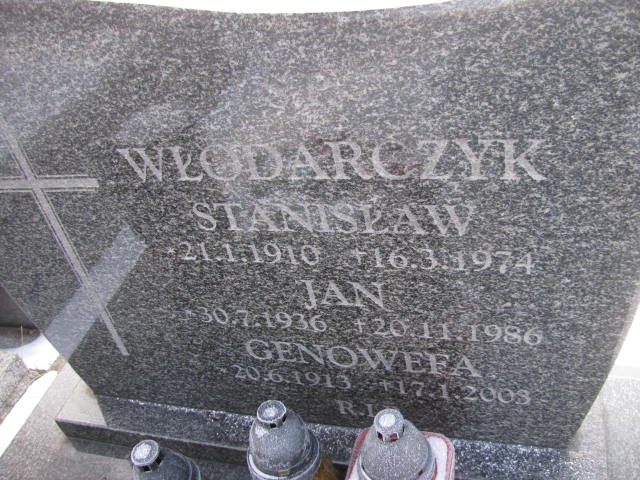 WŁODARCZYK
STANISŁAW
*21.1.1910 †16.3.1974
JAN
*30.7.1936 †20.11.1986
GENOWEFA
*20.6.1913 †17.1.2003